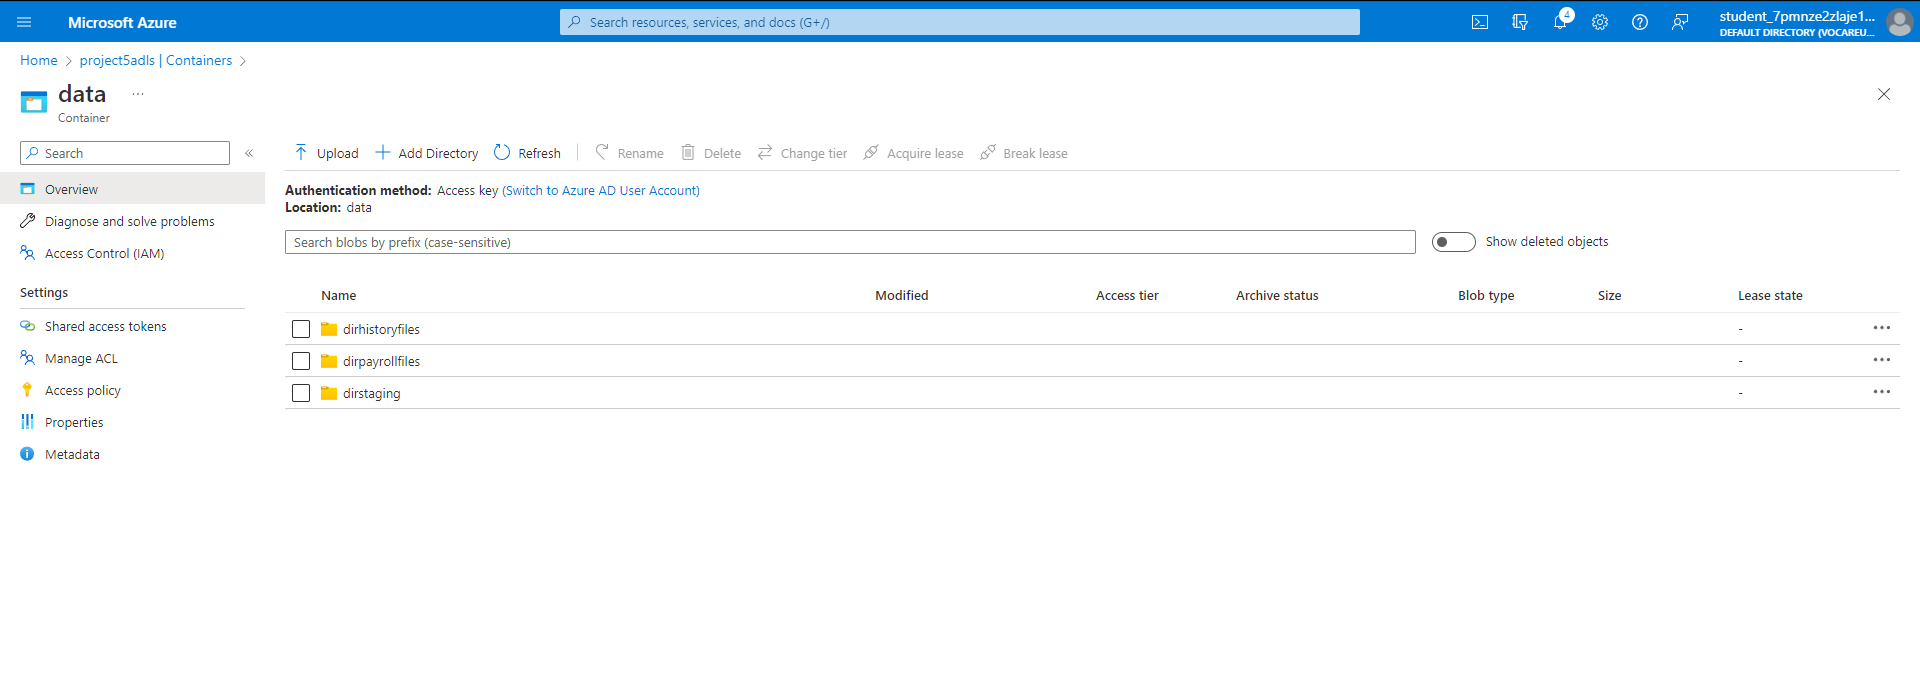 Microsoft Azure
Search resources, services, and docs (G+/)
4
student_7pmnze2zlaje1...
DEFAULT DIRECTORY (VOCAREU...
Home > project5adls | Containers >
data ...
Container
Search «
Upload Add Directory Refresh Rename Delete Change tier Acquire lease Break lease
Overview
Diagnose and solve problems
Access Control (IAM)
Settings
Shared access tokens
Manage ACL
Access policy
Properties
Metadata
Authentication method: Access key (Switch to Azure AD User Account)
Location: data
Search blobs by prefix (case-sensitive)
Show deleted objects
Name Modified Access tier Archive status Blob type Size Lease state
dirhistoryfiles - ...
dirpayrollfiles - ...
dirstaging - ...